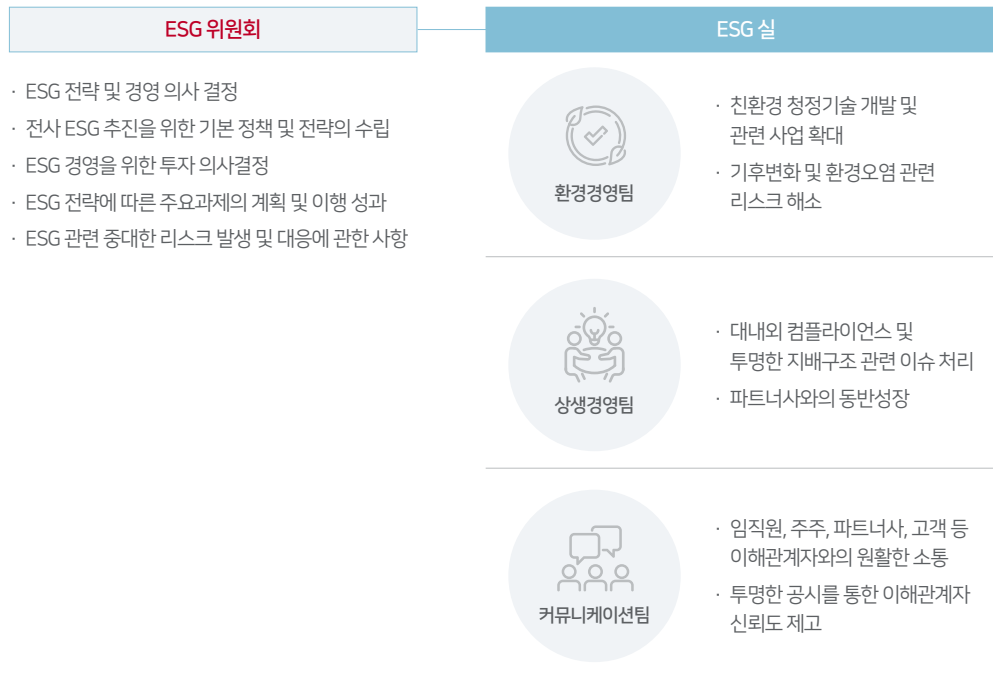 ESG 위원회
· ESG 전략 및 경영 의사 결정
· 전사 ESG 추진을 위한 기본 정책 및 전략의 수립
· ESG 경영을 위한 투자 의사결정
· ESG 전략에 따른 주요과제의 계획 및 이행 성과
· ESG 관련 중대한 리스크 발생 및 대응에 관한 사항
ESG 실
환경경영팀
· 친환경 청정기술 개발 및
관련 사업 확대
· 기후변화 및 환경오염 관련
리스크 해소
상생경영팀
· 대내외 컴플라이언스 및
투명한 지배구조 관련 이슈 처리
· 파트너사와의 동반성장
커뮤니케이션팀
· 임직원, 주주, 파트너사, 고객 등
이해관계자와의 원활한 소통
· 투명한 공시를 통한 이해관계자
신뢰도 제고